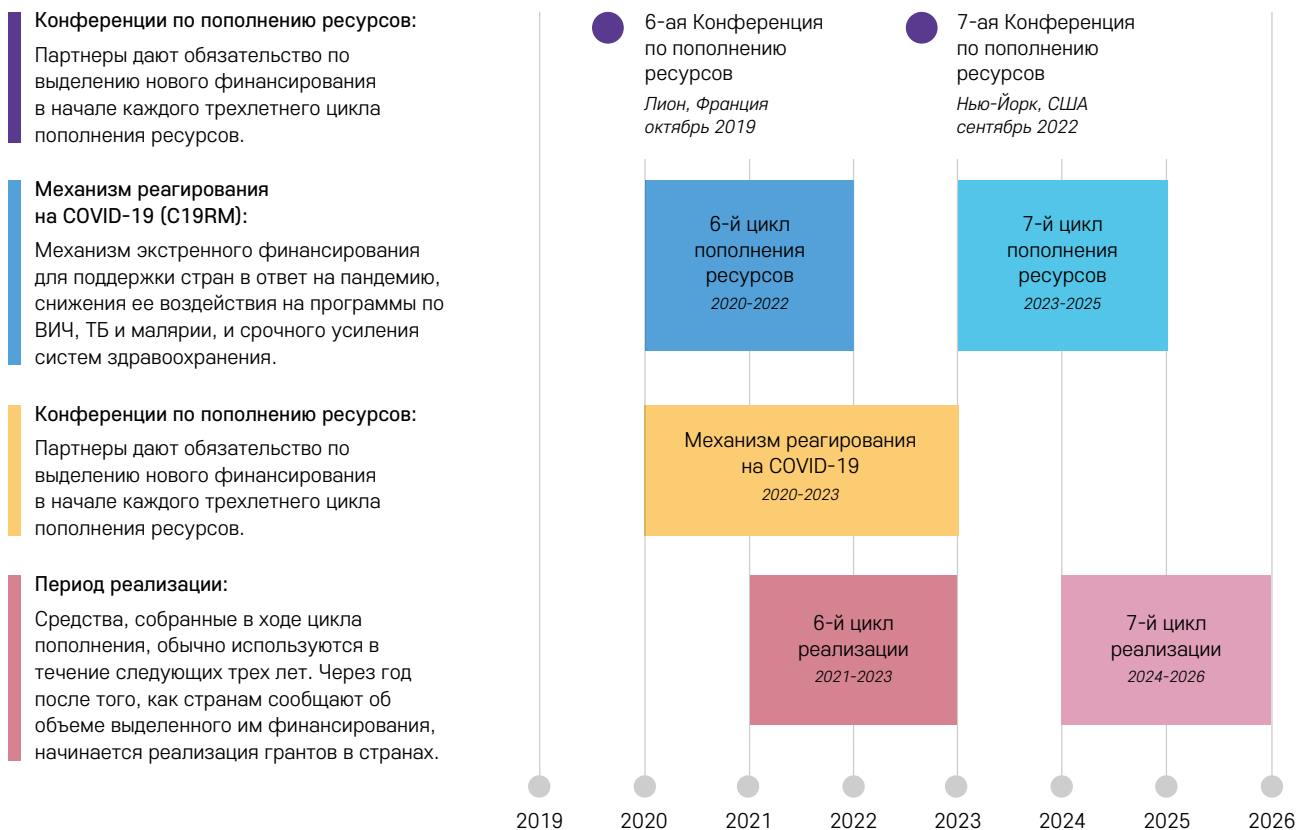 Конференции по пополнению ресурсов:
Партнеры дают обязательство по
выделению нового финансирования
в начале каждого трехлетнего цикла
пополнения ресурсов.
6-ая Конференция
по пополнению
ресурсов
Лион, Франция
октябрь 2019
7-ая Конференция
по пополнению
ресурсов
Нью-Йорк, США
сентябрь 2022
Механизм реагирования
на COVID-19 (C19RM):
Механизм экстренного финансирования
для поддержки стран в ответ на пандемию,
снижения ее воздействия на программы по
ВИЧ, ТБ и малярии, и срочного усиления
систем здравоохранения.
6-й цикл
пополнения
ресурсов
2020-2022
7-й цикл
пополнения
ресурсов
2023-2025
Конференции по пополнению ресурсов:
Партнеры дают обязательство по
выделению нового финансирования
в начале каждого трехлетнего цикла
пополнения ресурсов.
Механизм реагирования
на COVID-19
2020-2023
Период реализации:
Средства, собранные в ходе цикла
пополнения, обычно используются в
течение следующих трех лет. Через год
после того, как странам сообщают об
объеме выделенного им финансирования,
начинается реализация грантов в странах.
6-й цикл
реализации
2021-2023
7-й цикл
реализации
2024-2026
2019 2020 2021 2022 2023 2024 2025 2026